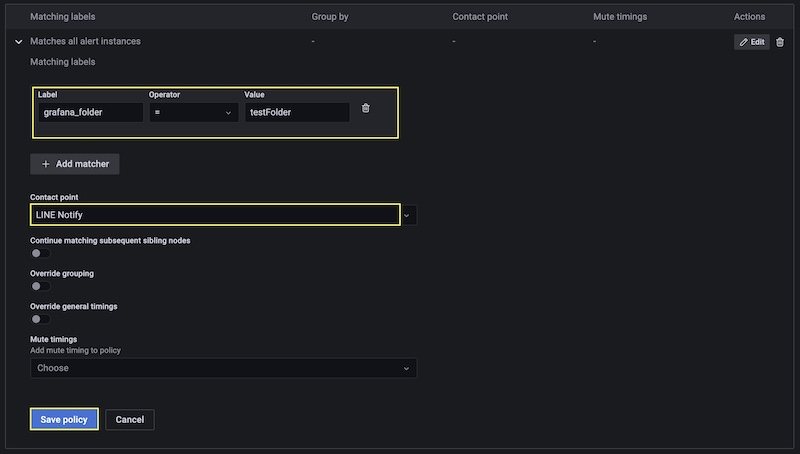 Matching labels Group by Contact point Mute timings Actions
Matches all alert instances - - - Edit
Matching labels
Label Operator Value
grafana_folder = testFolder
+ Add matcher
Contact point
LINE Notify
Continue matching subsequent sibling nodes
Override grouping
Override general timings
Mute timings
Add mute timing to policy
Choose
Save policy Cancel